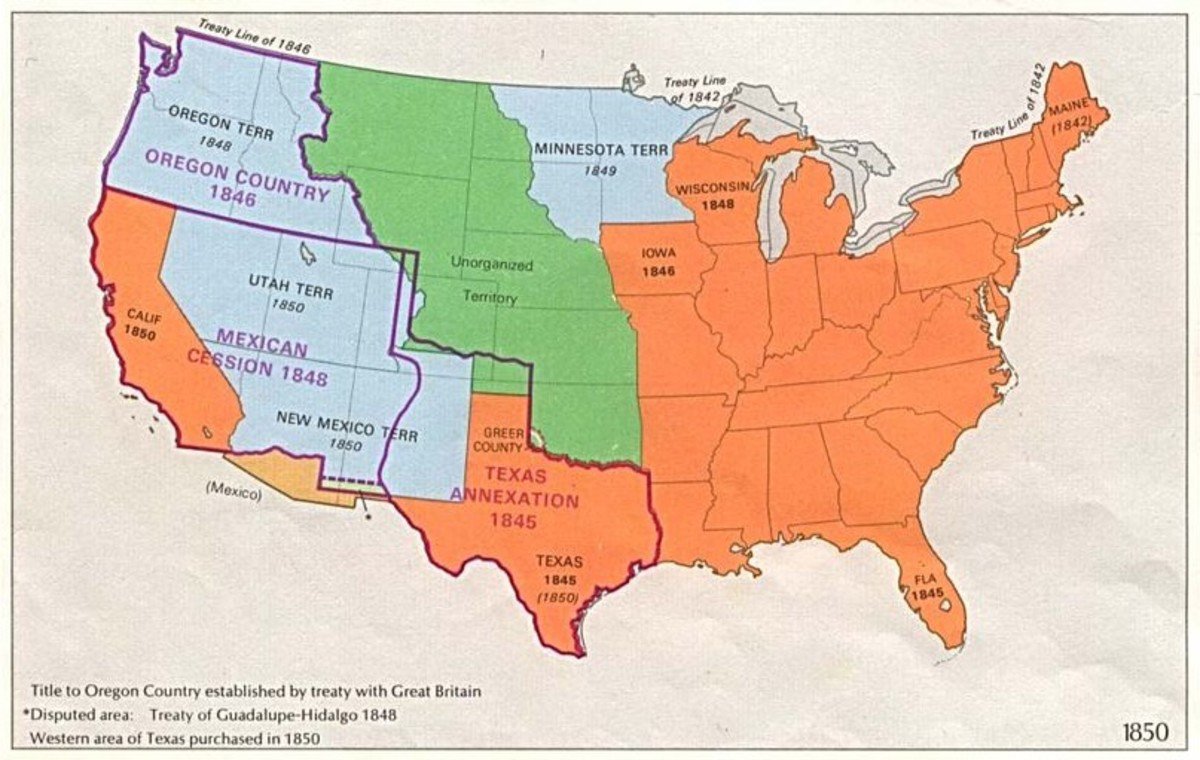 Treaty Line of 1846
Treaty Line
of 1842
Treaty Line of 1842
MAINE
(1842)
OREGON TERR
1848
OREGON COUNTRY
1846
MINNESOTA TERR
1849
WISCONSIN
1848
IOWA
1846
Unorganized
Territory
UTAH TERR
1850
CALIF
1850
MEXICAN
CESSION 1848
NEW MEXICO TERR
1850
GREER
COUNTY
TEXAS
ANNEXATION
1845
(Mexico)
*
TEXAS
1845
(1850)
FLA
1845
Title to Oregon Country established by treaty with Great Britain
*Disputed area: Treaty of Guadalupe-Hidalgo 1848
Western area of Texas purchased in 1850
1850